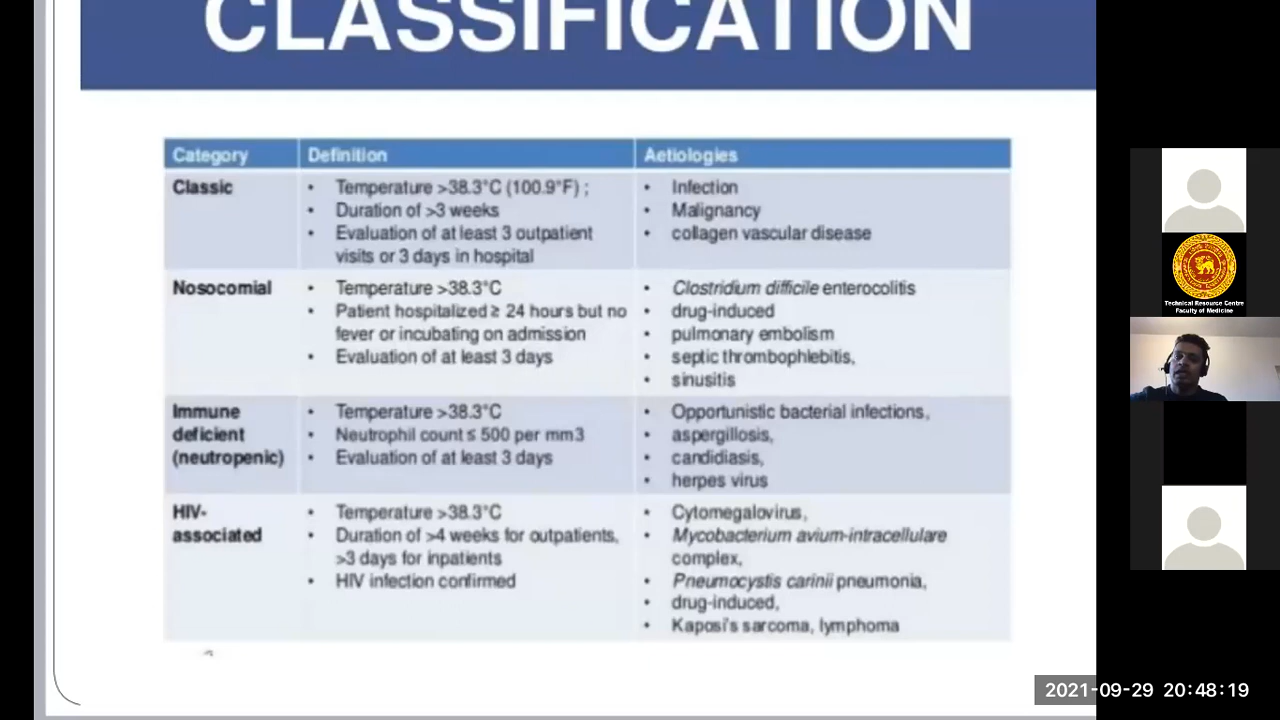 CLASSIFICATION
Category Definition Aetiologies
Classic
• Temperature >38.3°C (100.9°F) ;
• Duration of >3 weeks
• Evaluation of at least 3 outpatient
visits or 3 days in hospital
• Infection
• Malignancy
• collagen vascular disease
Nosocomial
• Temperature >38.3°C
• Patient hospitalized ≥ 24 hours but no
fever or incubating on admission
• Evaluation of at least 3 days
• Clostridium difficile enterocolitis
• drug-induced
• pulmonary embolism
• septic thrombophlebitis,
• sinusitis
Immune
deficient
(neutropenic)
• Temperature >38.3°C
• Neutrophil count ≤ 500 per mm3
• Evaluation of at least 3 days
• Opportunistic bacterial infections,
• aspergillosis,
• candidiasis,
• herpes virus
HIV-
associated
• Temperature >38.3°C
• Duration of >4 weeks for outpatients,
>3 days for inpatients
• HIV infection confirmed
• Cytomegalovirus,
• Mycobacterium avium-intracellulare
complex,
• Pneumocystis carinii pneumonia,
• drug-induced,
• Kaposi's sarcoma, lymphoma
Technical Resource Centre
Faculty of Medicine
2021-09-29 20:48:19